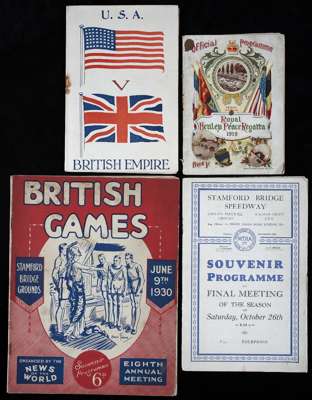 U.S.A.
V
BRITISH EMPIRE
Official Programme
Royal
Henley Peace Regatta
1919
BRITISH
GAMES
STAMFORD
BRIDGE
GROUNDS
JUNE
9TH
1930
ORGANISED BY THE
NEWS
OF THE
WORLD
Souvenir
Programme
6D
EIGHTH
ANNUAL
MEETING
STAMFORD BRIDGE
SPEEDWAY
SOUVENIR
PROGRAMME
FINAL MEETING
OF THE SEASON
Saturday, October 26th